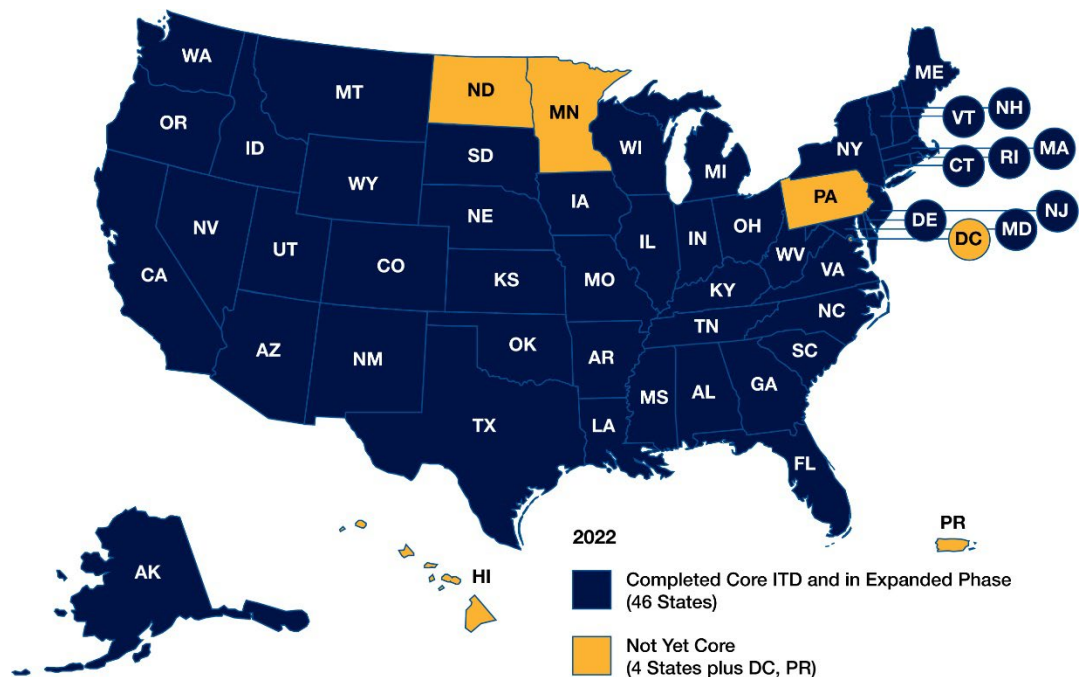 WA
MT
ND
MN
ME
OR
ID
SD
WI
VT
NH
WY
MI
NY
CT
RI
MA
IA
PA
NE
NV
UT
IL
IN
OH
DE
NJ
MD
DC
CA
CO
KS
MO
WV
VA
KY
NC
TN
AZ
NM
OK
AR
SC
MS
AL
GA
TX
LA
FL
AK
HI
PR
2022
Completed Core ITD and in Expanded Phase
(46 States)
Not Yet Core
(4 States plus DC, PR)